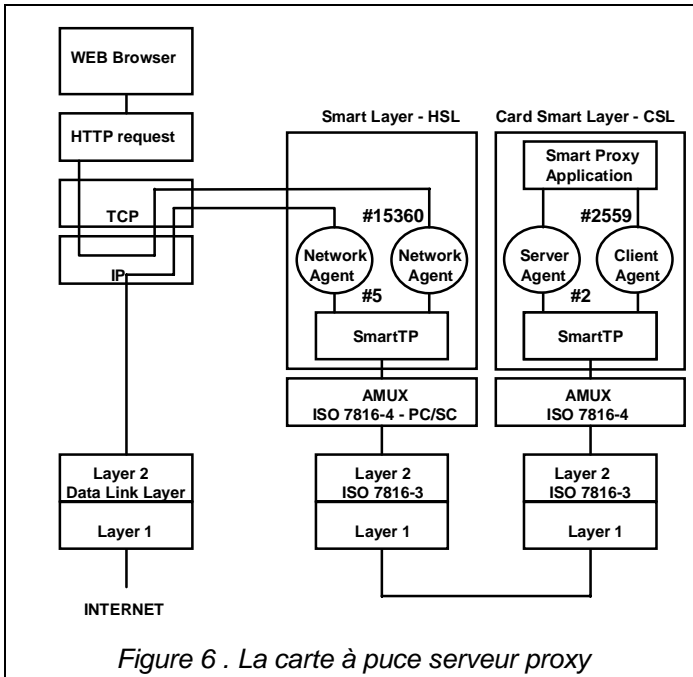 WEB Browser
HTTP request
TCP
IP
Layer 2
Data Link Layer
Layer 1
INTERNET
Smart Layer - HSL
#15360
Network
Agent
Network
Agent
#5
SmartTP
AMUX
ISO 7816-4 - PC/SC
Layer 2
ISO 7816-3
Layer 1
Card Smart Layer - CSL
Smart Proxy
Application
#2559
Server
Agent
Client
Agent
#2
SmartTP
AMUX
ISO 7816-4
Layer 2
ISO 7816-3
Layer 1
Figure 6 . La carte à puce serveur proxy